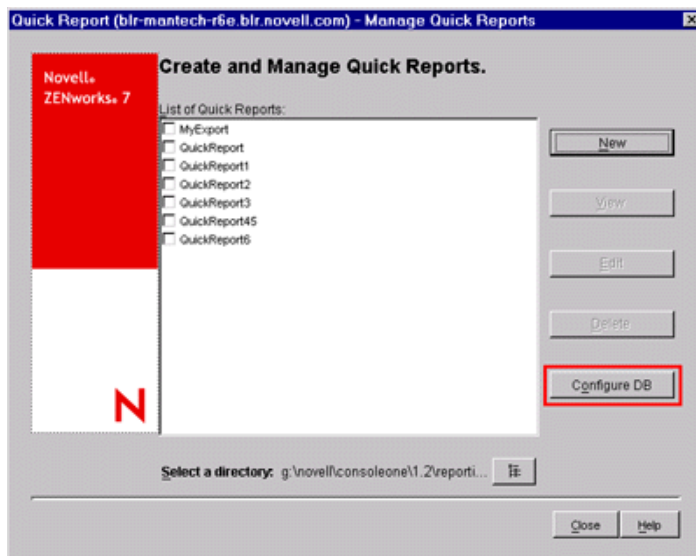 Quick Report (blr-mantech-r6e.blr.novell.com) - Manage Quick Reports
Novell®
ZENworks® 7
Create and Manage Quick Reports.
List of Quick Reports:
MyExport
QuickReport
QuickReport1
QuickReport2
QuickReport3
QuickReport45
QuickReport6
New
View
Edit
Delete
Configure DB
N
Select a directory: g:\novell\consoleone\1.2\reporti...
Close
Help